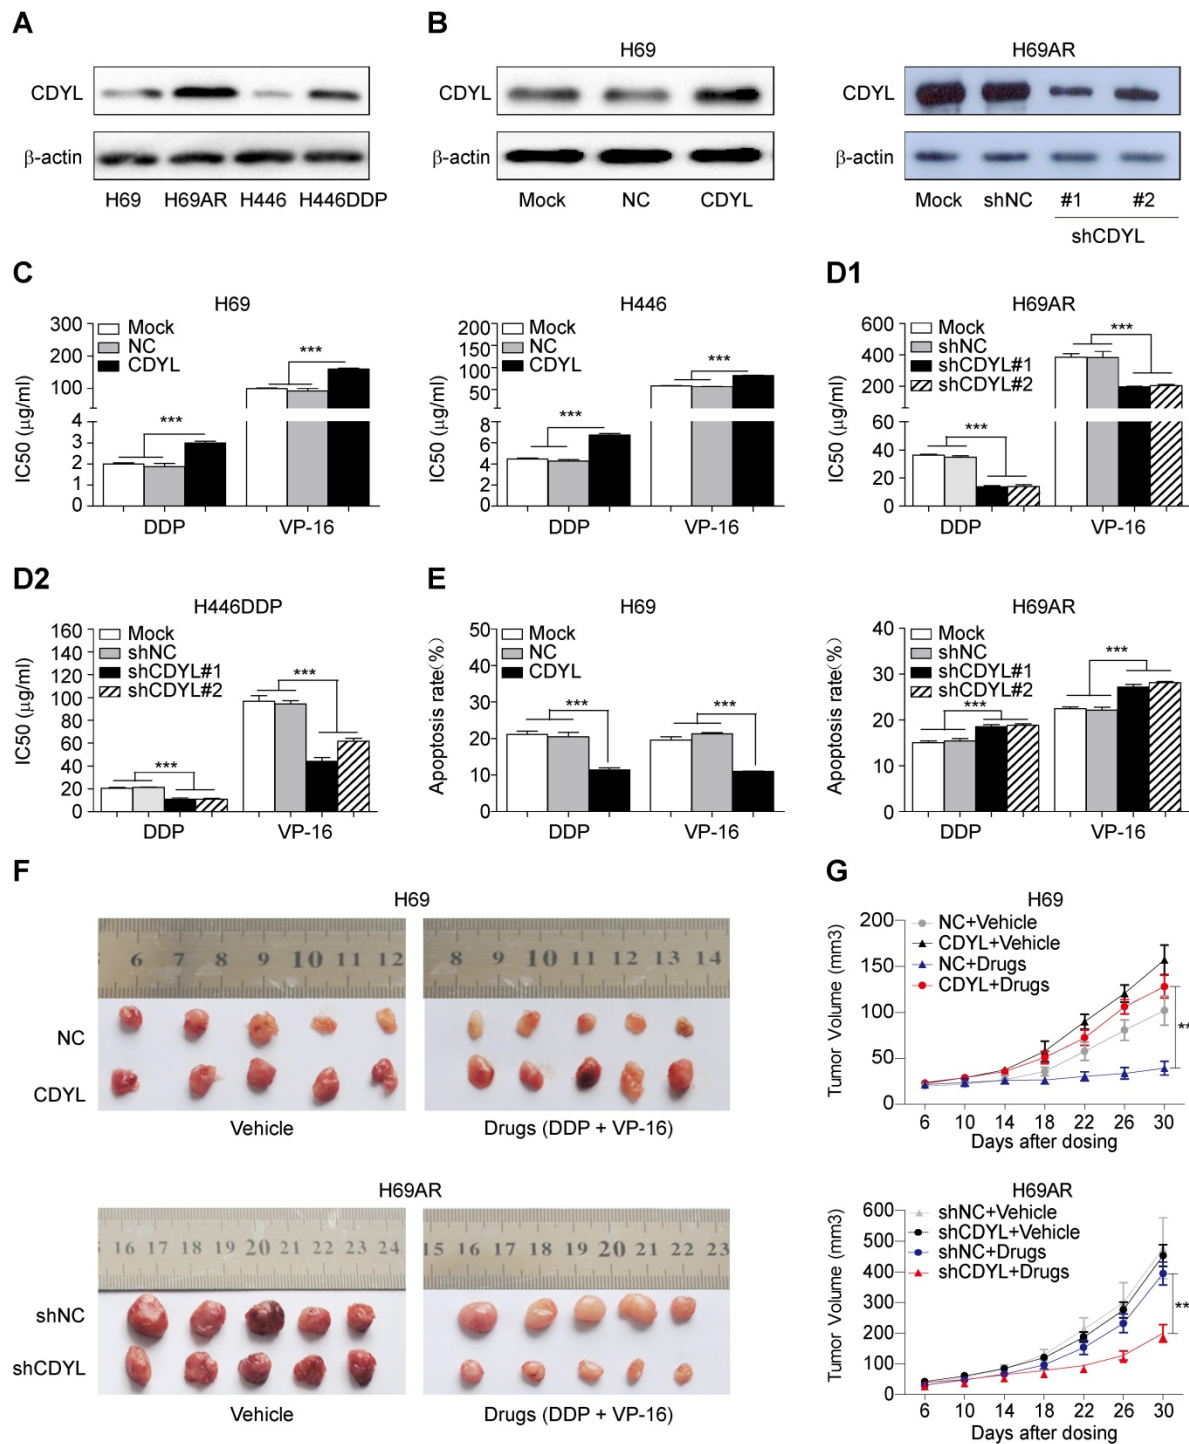 A
CDYL
β-actin
H69 H69AR H446 H446DDP
B
H69
CDYL
β-actin
Mock NC CDYL
H69AR
CDYL
β-actin
Mock shNC #1 #2
shCDYL
C
H69
Mock
NC
CDYL
***
***
IC50 (μg/ml)
300
200
100
4
3
2
1
0
DDP VP-16
H446
Mock
NC
CDYL
***
***
IC50 (μg/ml)
200
150
100
50
8
6
4
2
0
DDP VP-16
D1
H69AR
Mock
shNC
shCDYL#1
shCDYL#2
***
***
IC50 (μg/ml)
600
400
200
60
40
20
0
DDP VP-16
D2
H446DDP
Mock
shNC
shCDYL#1
shCDYL#2
***
***
IC50 (μg/ml)
160
140
120
100
80
60
40
20
0
DDP VP-16
E
H69
Mock
NC
CDYL
***
***
Apoptosis rate(%)
50
40
30
20
10
0
DDP VP-16
H69AR
Mock
shNC
shCDYL#1
shCDYL#2
***
***
Apoptosis rate(%)
40
30
20
10
0
DDP VP-16
F
H69
6 7 8 9 10 11 12
8 9 10 11 12 13 14
NC
CDYL
Vehicle
Drugs (DDP + VP-16)
H69AR
16 17 18 19 20 21 22 23 24
15 16 17 18 19 20 21 22 23
shNC
shCDYL
Vehicle
Drugs (DDP + VP-16)
G
H69
NC+Vehicle
CDYL+Vehicle
NC+Drugs
CDYL+Drugs
**
Tumor Volume (mm3)
200
150
100
50
0
6 10 14 18 22 26 30
Days after dosing
H69AR
shNC+Vehicle
shCDYL+Vehicle
shNC+Drugs
shCDYL+Drugs
**
Tumor Volume (mm3)
600
500
400
300
200
100
0
6 10 14 18 22 26 30
Days after dosing